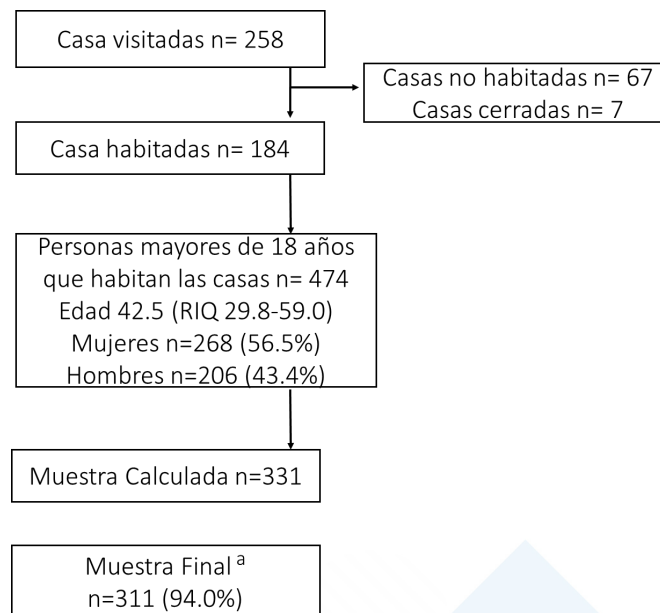 Casa visitadas n= 258
Casas no habitadas n= 67
Casas cerradas n= 7
Casa habitadas n= 184
Personas mayores de 18 años
que habitan las casas n= 474
Edad 42.5 (RIQ 29.8-59.0)
Mujeres n=268 (56.5%)
Hombres n=206 (43.4%)
Muestra Calculada n=331
Muestra Final a
n=311 (94.0%)